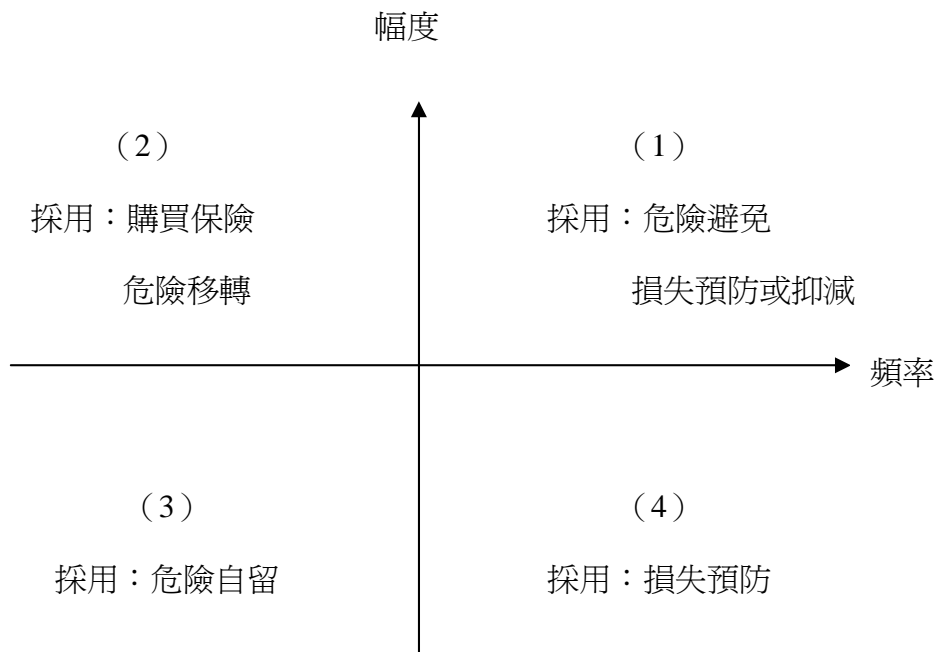 幅度
（2）
採用：購買保險
危險移轉
（1）
採用：危險避免
損失預防或抑減
頻率
（3）
採用：危險自留
（4）
採用：損失預防